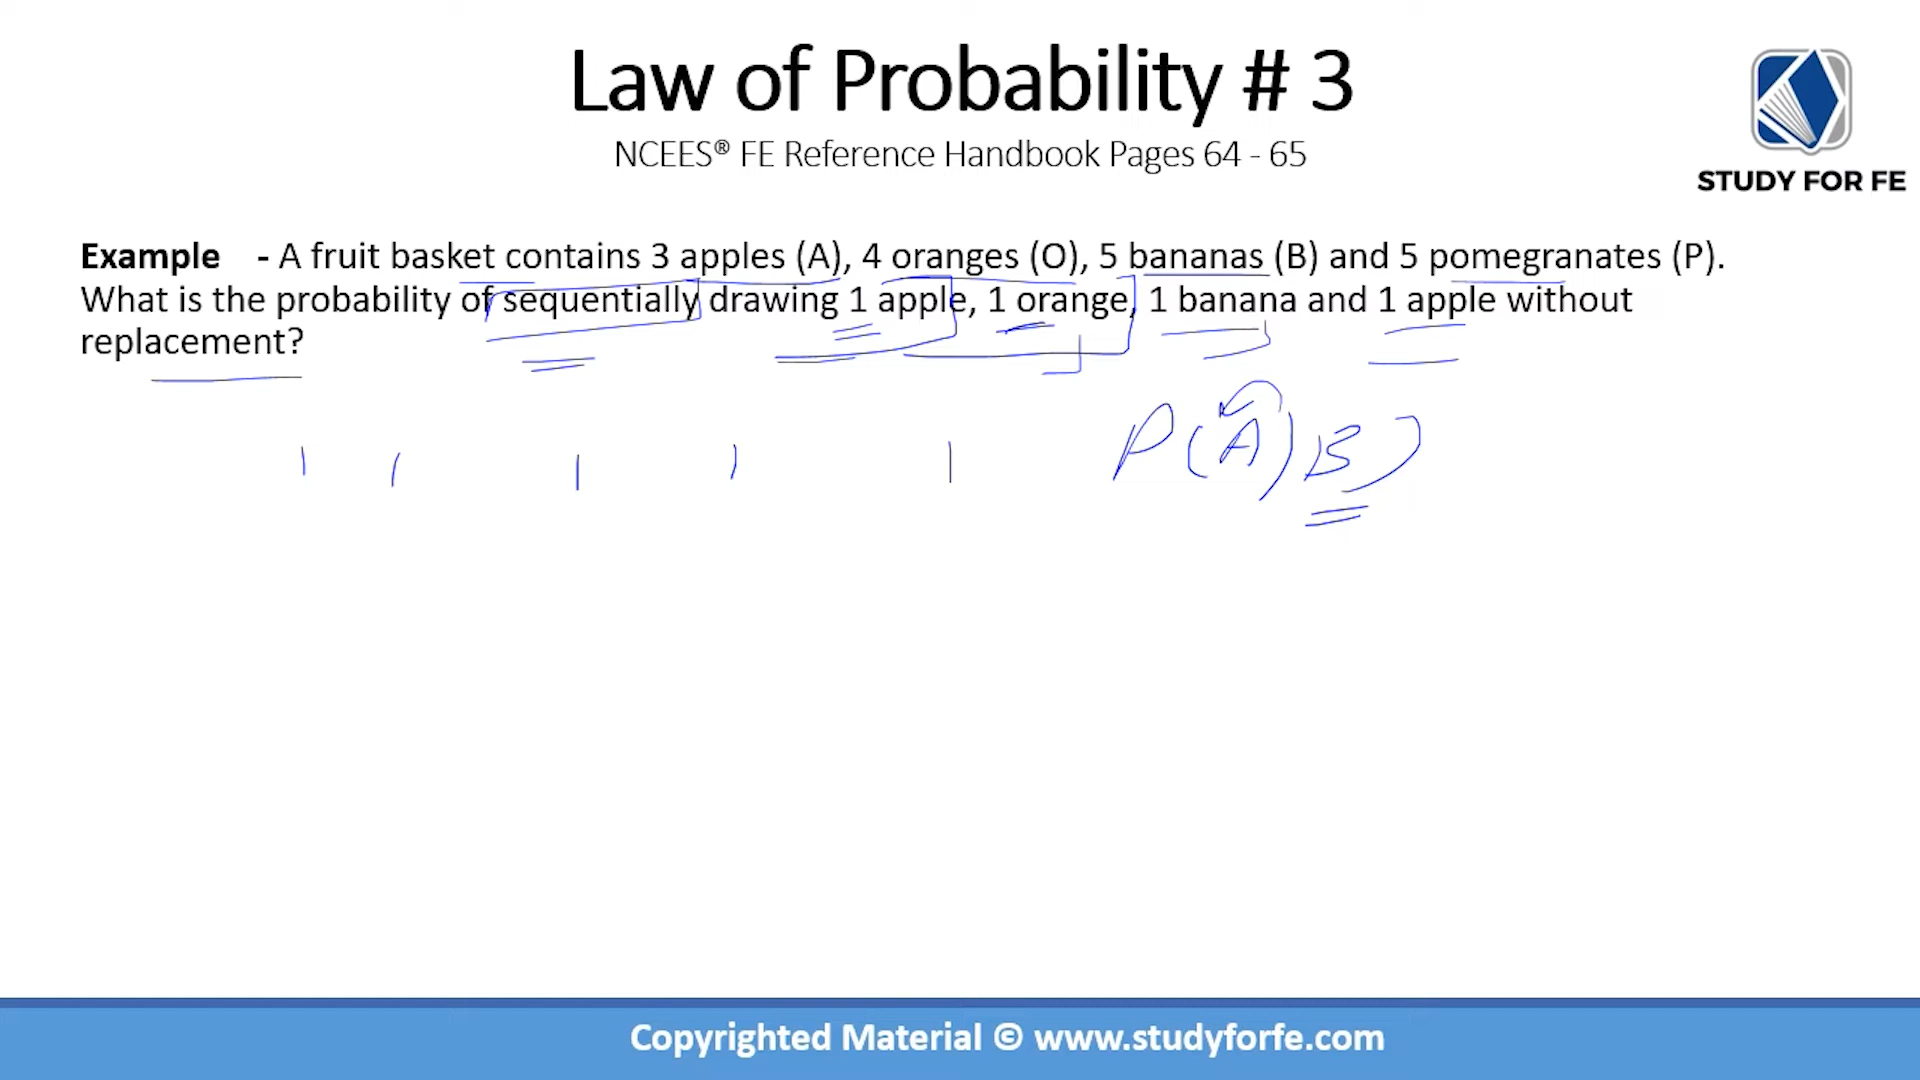 Law of Probability # 3
NCEES® FE Reference Handbook Pages 64 - 65
STUDY FOR FE
Example - A fruit basket contains 3 apples (A), 4 oranges (O), 5 bananas (B) and 5 pomegranates (P).
What is the probability of sequentially drawing 1 apple, 1 orange, 1 banana and 1 apple without
replacement?
P(A|B)
Copyrighted Material © www.studyforfe.com